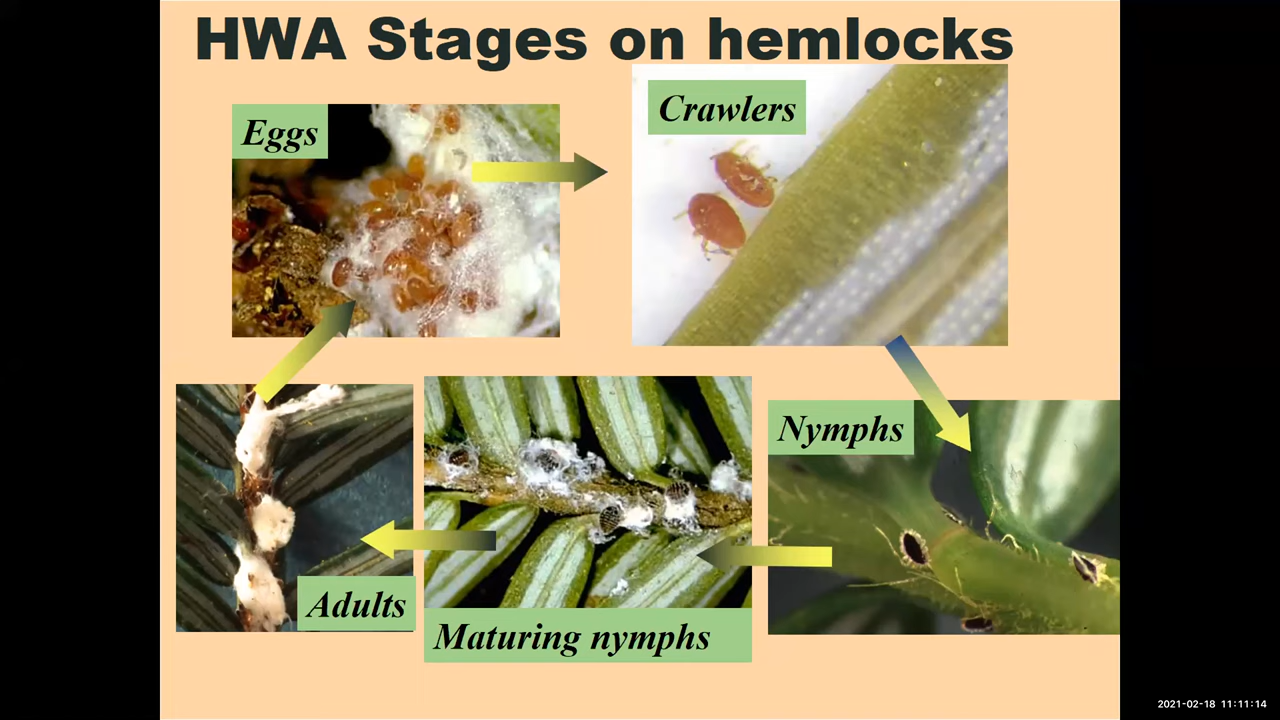 HWA Stages on hemlocks
Eggs
Crawlers
Nymphs
Adults
Maturing nymphs
2021-02-18 11:11:14